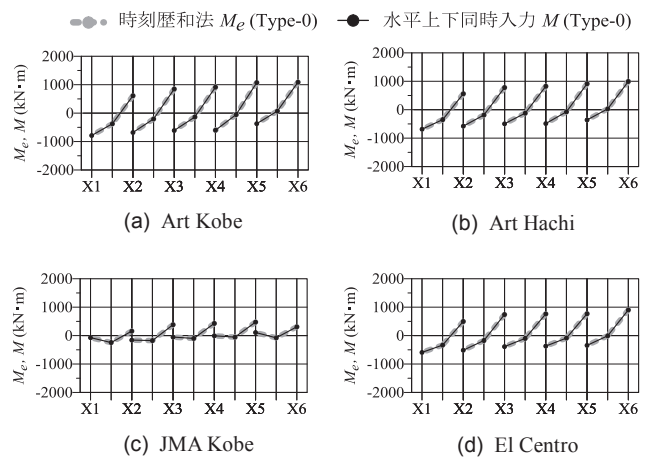 時刻歴和法 Me (Type-0) 水平上下同時入力 M (Type-0)
Me, M (kN・m)
2000
1000
0
-1000
-2000
X1 X2 X3 X4 X5 X6
(a) Art Kobe
Me, M (kN・m)
2000
1000
0
-1000
-2000
X1 X2 X3 X4 X5 X6
(b) Art Hachi
Me, M (kN・m)
2000
1000
0
-1000
-2000
X1 X2 X3 X4 X5 X6
(c) JMA Kobe
Me, M (kN・m)
2000
1000
0
-1000
-2000
X1 X2 X3 X4 X5 X6
(d) El Centro